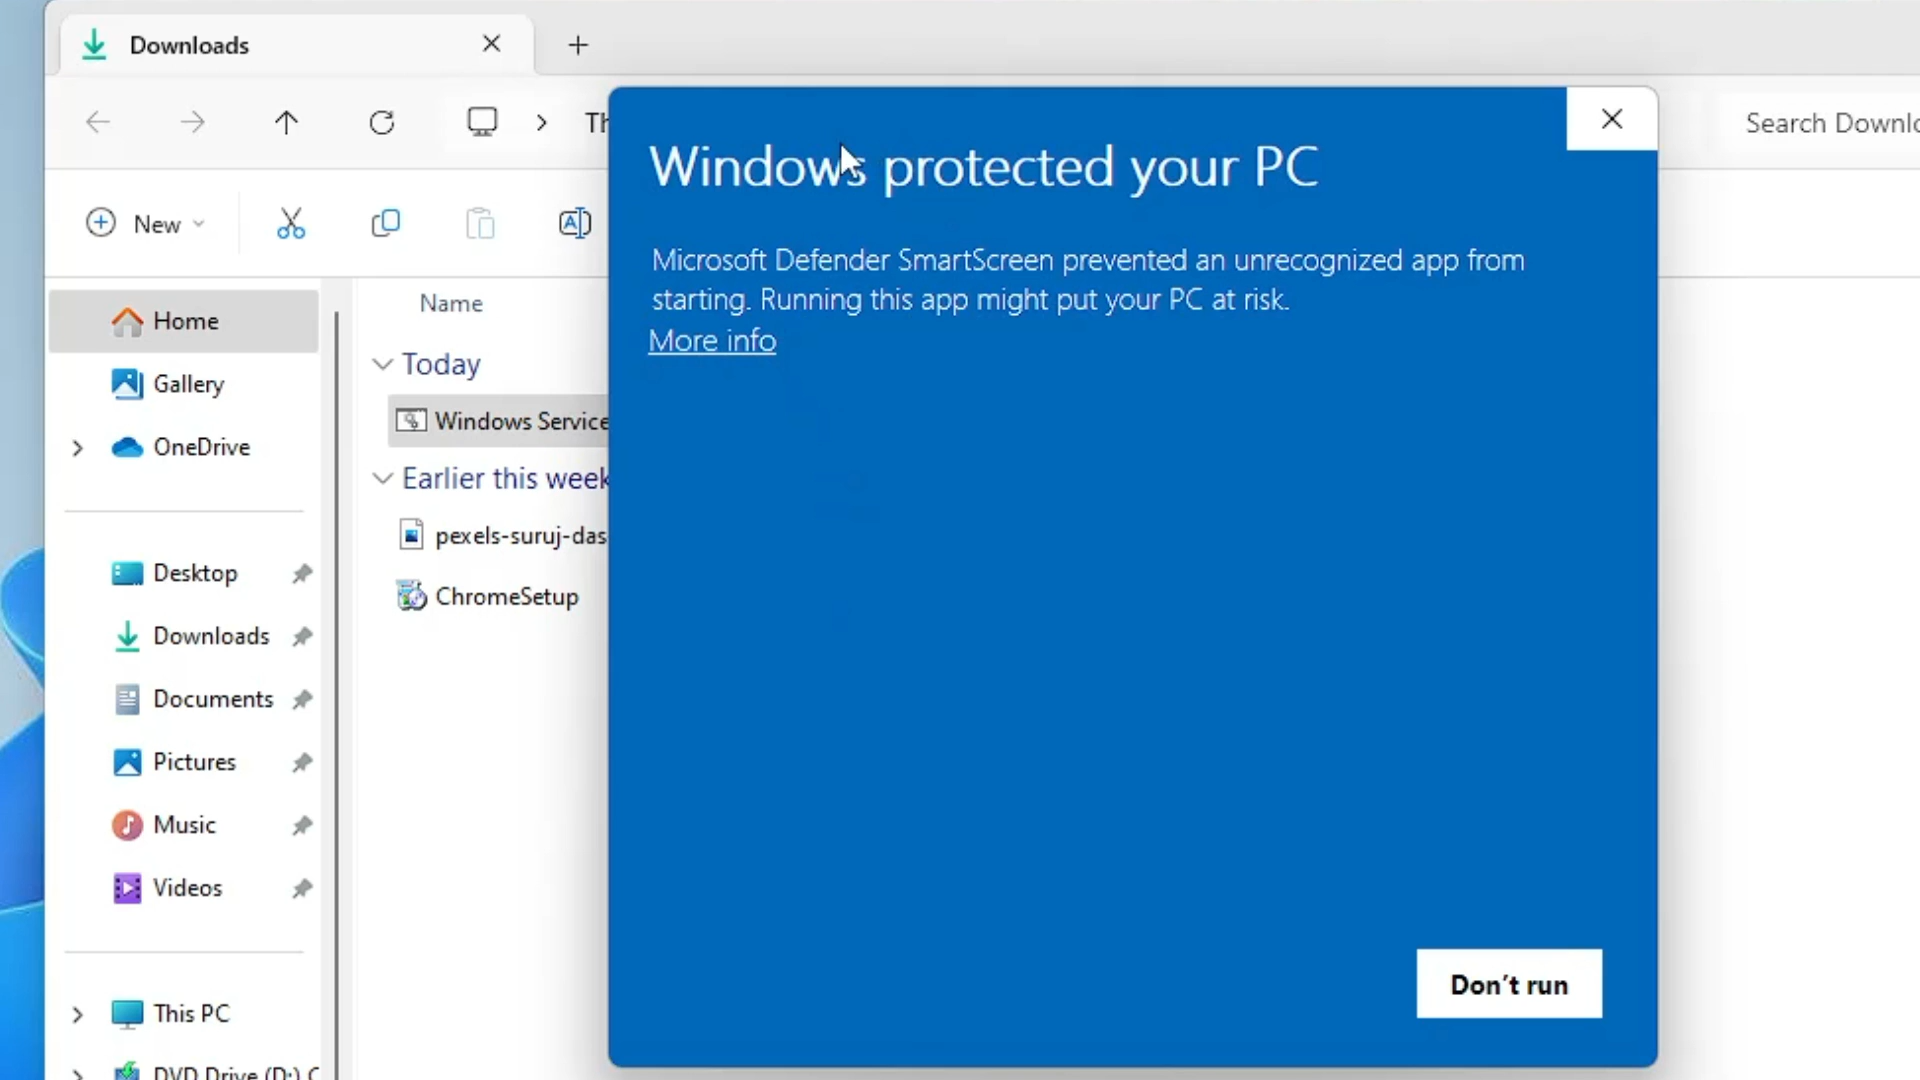 Downloads
Search Downlo
New
Windows protected your PC
Microsoft Defender SmartScreen prevented an unrecognized app from
starting. Running this app might put your PC at risk.
More info
Don't run
Home
Gallery
OneDrive
Desktop
Downloads
Documents
Pictures
Music
Videos
This PC
DVD Drive (D:) C
Name
Today
Windows Service
Earlier this week
pexels-suruj-das
ChromeSetup